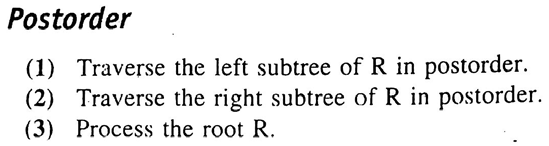 Postorder
(1) Traverse the left subtree of R in postorder.
(2) Traverse the right subtree of R in postorder.
(3) Process the root R.